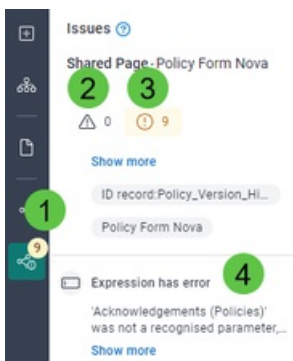 Issues ?
Shared Page - Policy Form Nova
2 3
0 9
Show more
ID record:Policy_Version_Hi...
1
Policy Form Nova
9
Expression has error 4
'Acknowledgements (Policies)'
was not a recognised parameter,...
Show more